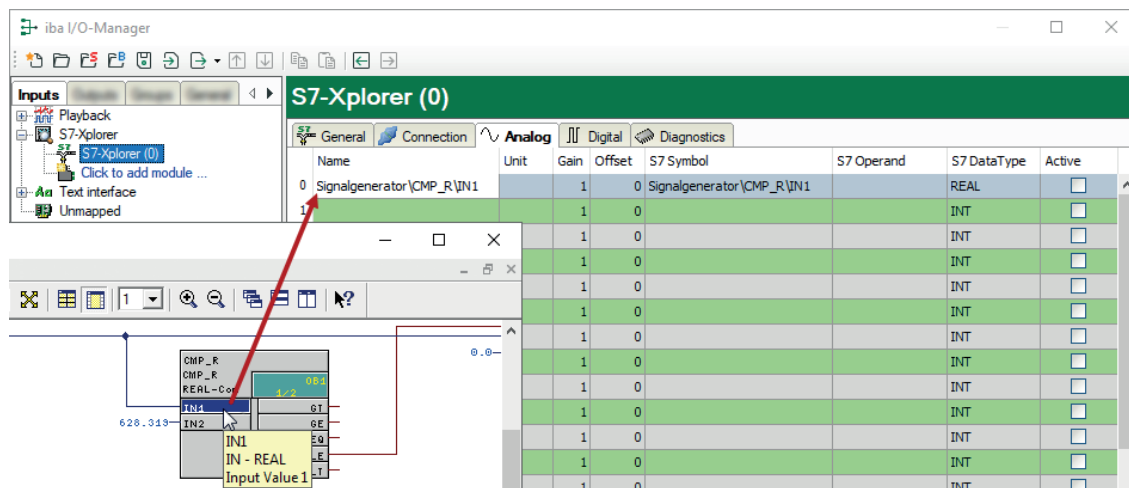 iba I/O-Manager
Inputs
S7-Xplorer (0)
Playback
S7-Xplorer
S7-Xplorer (0)
Click to add module ...
Text interface
Unmapped
General Connection Analog Digital Diagnostics
Name Unit Gain Offset S7 Symbol S7 Operand S7 DataType Active
0 Signalgenerator\CMP_R\IN1 1 0 Signalgenerator\CMP_R\IN1 REAL
1 1 0 INT
1 0 INT
1 0 INT
1 0 INT
1 0 INT
1 0 INT
1 0 INT
1 0 INT
1 0 INT
1 0 INT
1 0 INT
1 0 INT
1
0.0
CMP_R
CMP_R
REAL-Co
OB1
1/2
IN1 GT
628.319 IN2 GE
EQ
LE
LT
IN1
IN - REAL
Input Value 1